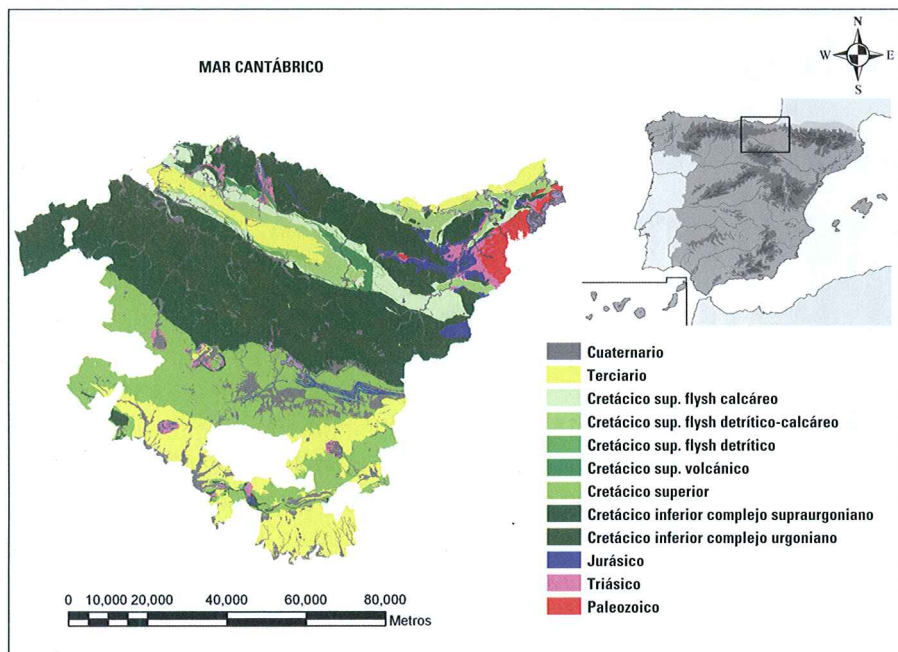 MAR CANTÁBRICO
N
W E
S
Cuaternario
Terciario
Cretácico sup. flysh calcáreo
Cretácico sup. flysh detrítico-calcáreo
Cretácico sup. flysh detrítico
Cretácico sup. volcánico
Cretácico superior
Cretácico inferior complejo supraurgoniano
Cretácico inferior complejo urgoniano
Jurásico
Triásico
Paleozoico
0 10,000 20,000 40,000 60,000 80,000
Metros